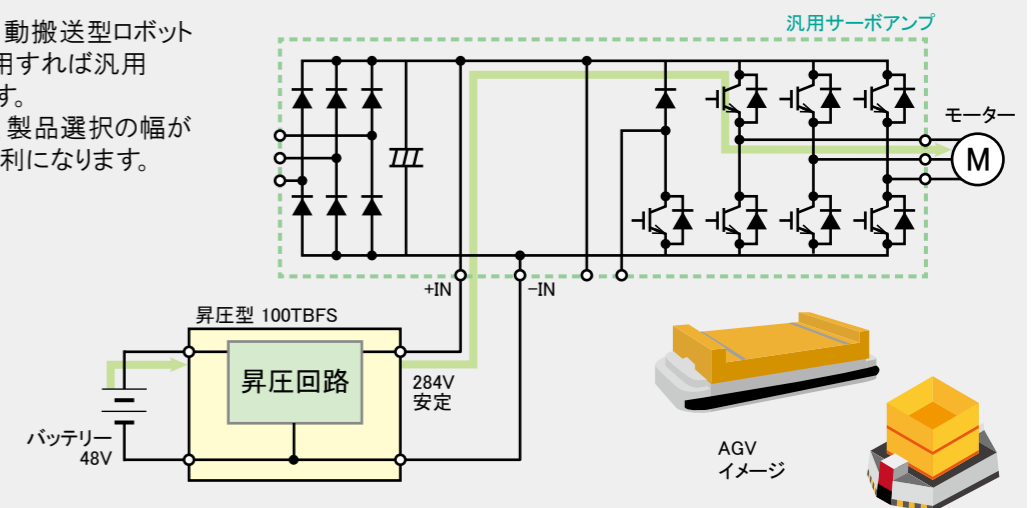 動搬送型ロボット
用すれば汎用
す。
製品選択の幅が
利になります。
汎用サーボアンプ
モーター
M
+IN
−IN
昇圧型 100TBFS
昇圧回路
284V
安定
バッテリー
48V
AGV
イメージ